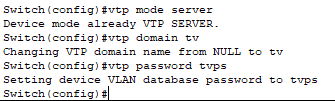 Switch(config)#vtp mode server
Device mode already VTP SERVER.
Switch(config)#vtp domain tv
Changing VTP domain name from NULL to tv
Switch(config)#vtp password tvps
Setting device VLAN database password to tvps
Switch(config)#